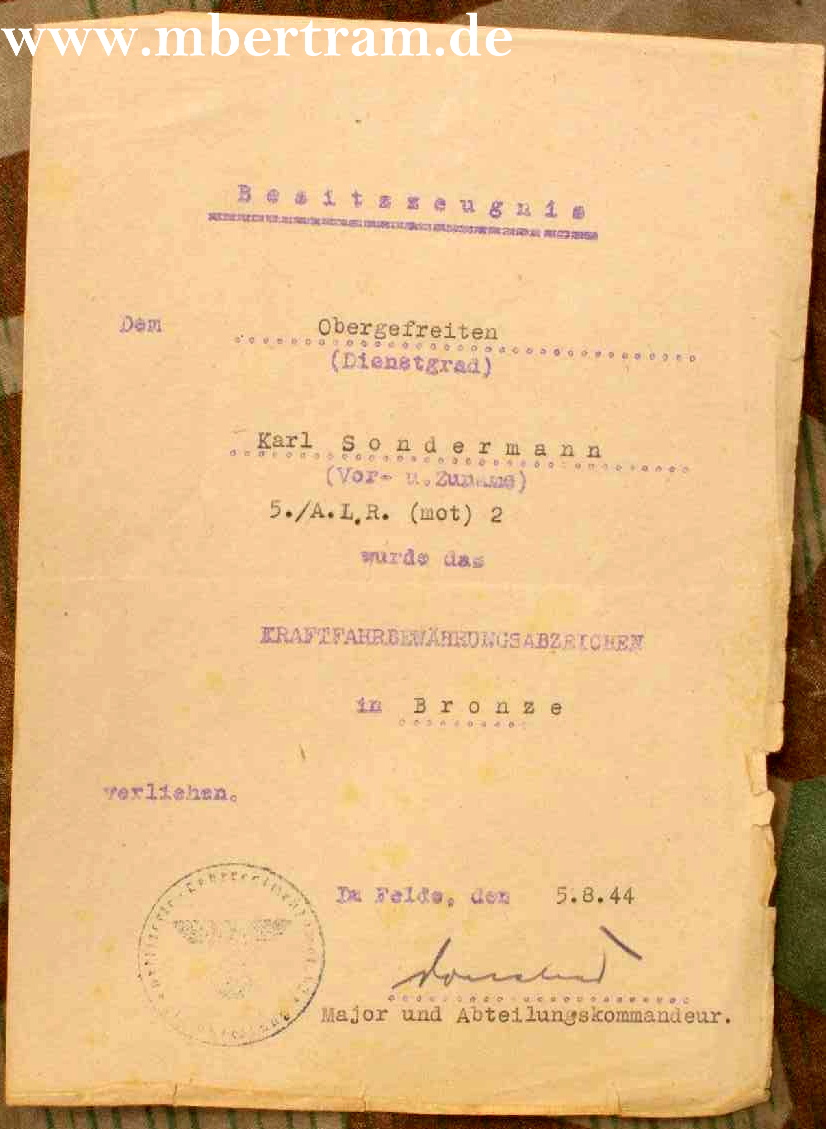 www.mbertram.de
Besitzzeugnis
Dem Obergefreiten
(Dienstgrad)
Karl Sondermann
(Vor- u.Zuname)
5./A.L.R. (mot) 2
wurde das
KRAFTFAHRBEWÄHRUNGSABZEICHEN
in Bronze
verliehen.
Im Felde, den 5.8.44
Major und Abteilungskommandeur.